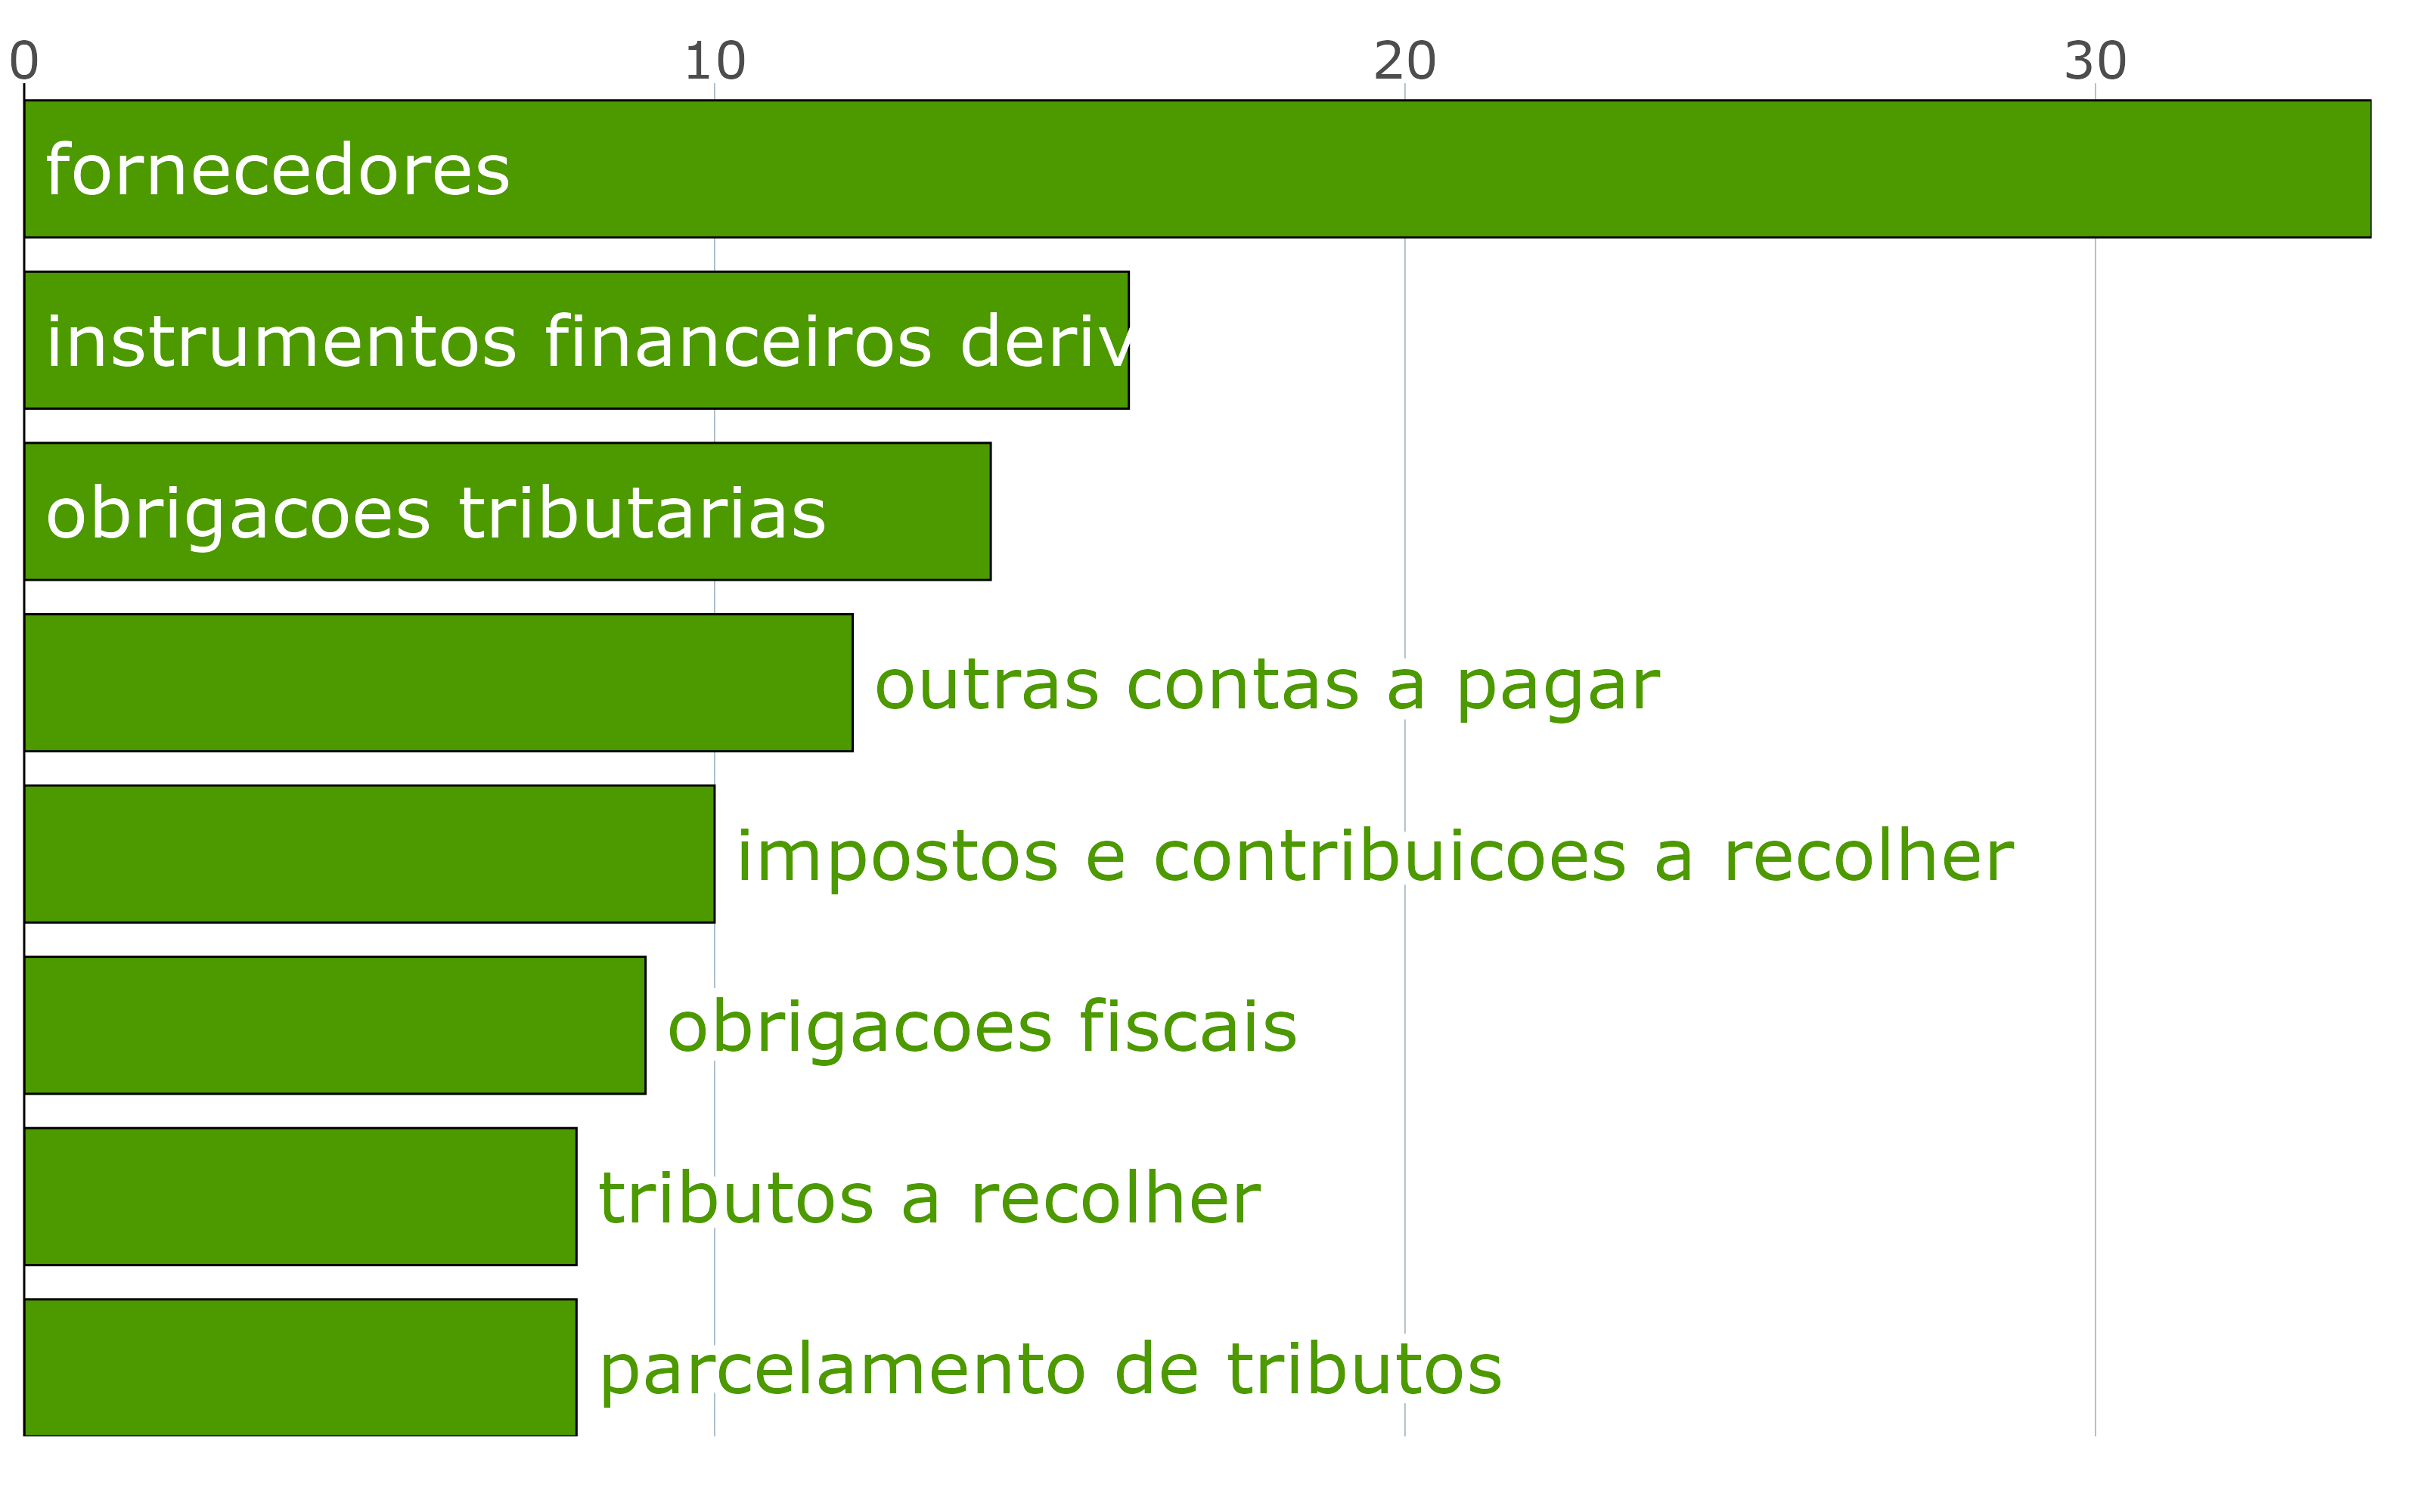 0 10 20 30
fornecedores
instrumentos financeiros deriv
obrigacoes tributarias
outras contas a pagar
impostos e contribuicoes a recolher
obrigacoes fiscais
tributos a recolher
parcelamento de tributos